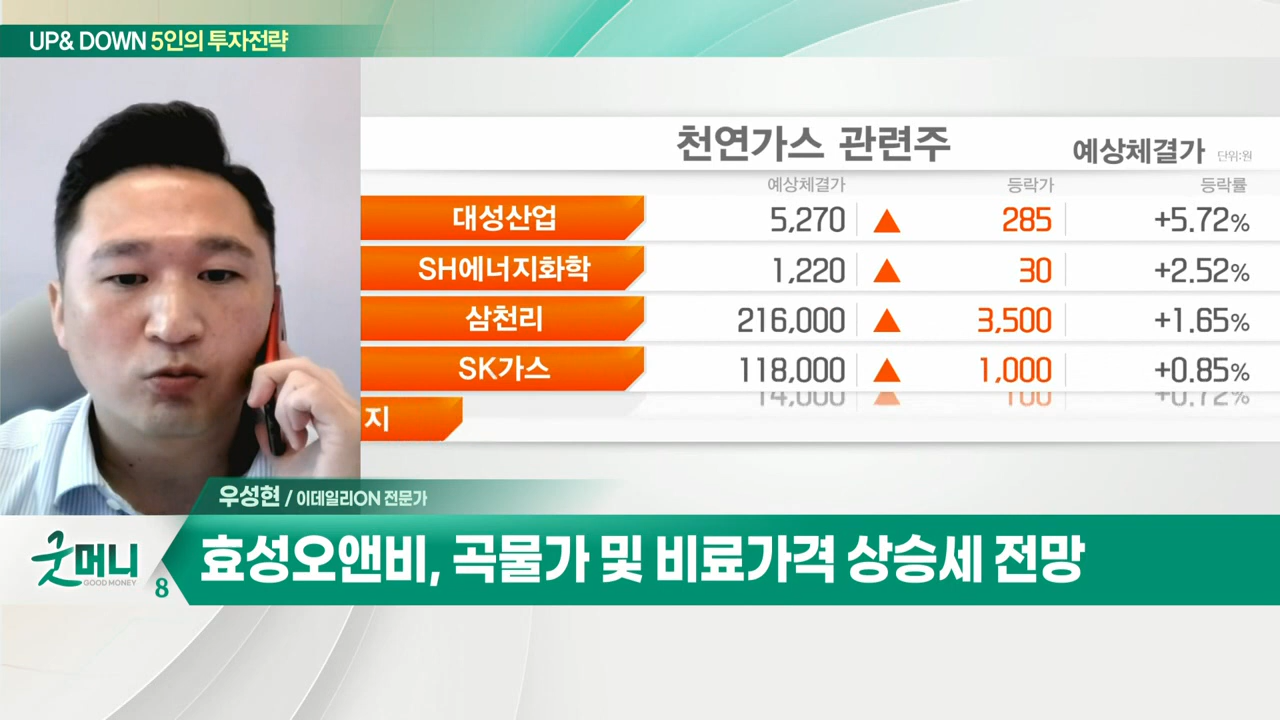 UP& DOWN 5인의 투자전략
천연가스 관련주 예상체결가 단위:원
예상체결가 등락가 등락률
대성산업 5,270 ▲ 285 +5.72%
SH에너지화학 1,220 ▲ 30 +2.52%
삼천리 216,000 ▲ 3,500 +1.65%
SK가스 118,000 ▲ 1,000 +0.85%
지 14,000 ▲ 100 +0.72%
우성현 / 이데일리ON 전문가
굿머니 GOOD MONEY 8
효성오앤비, 곡물가 및 비료가격 상승세 전망